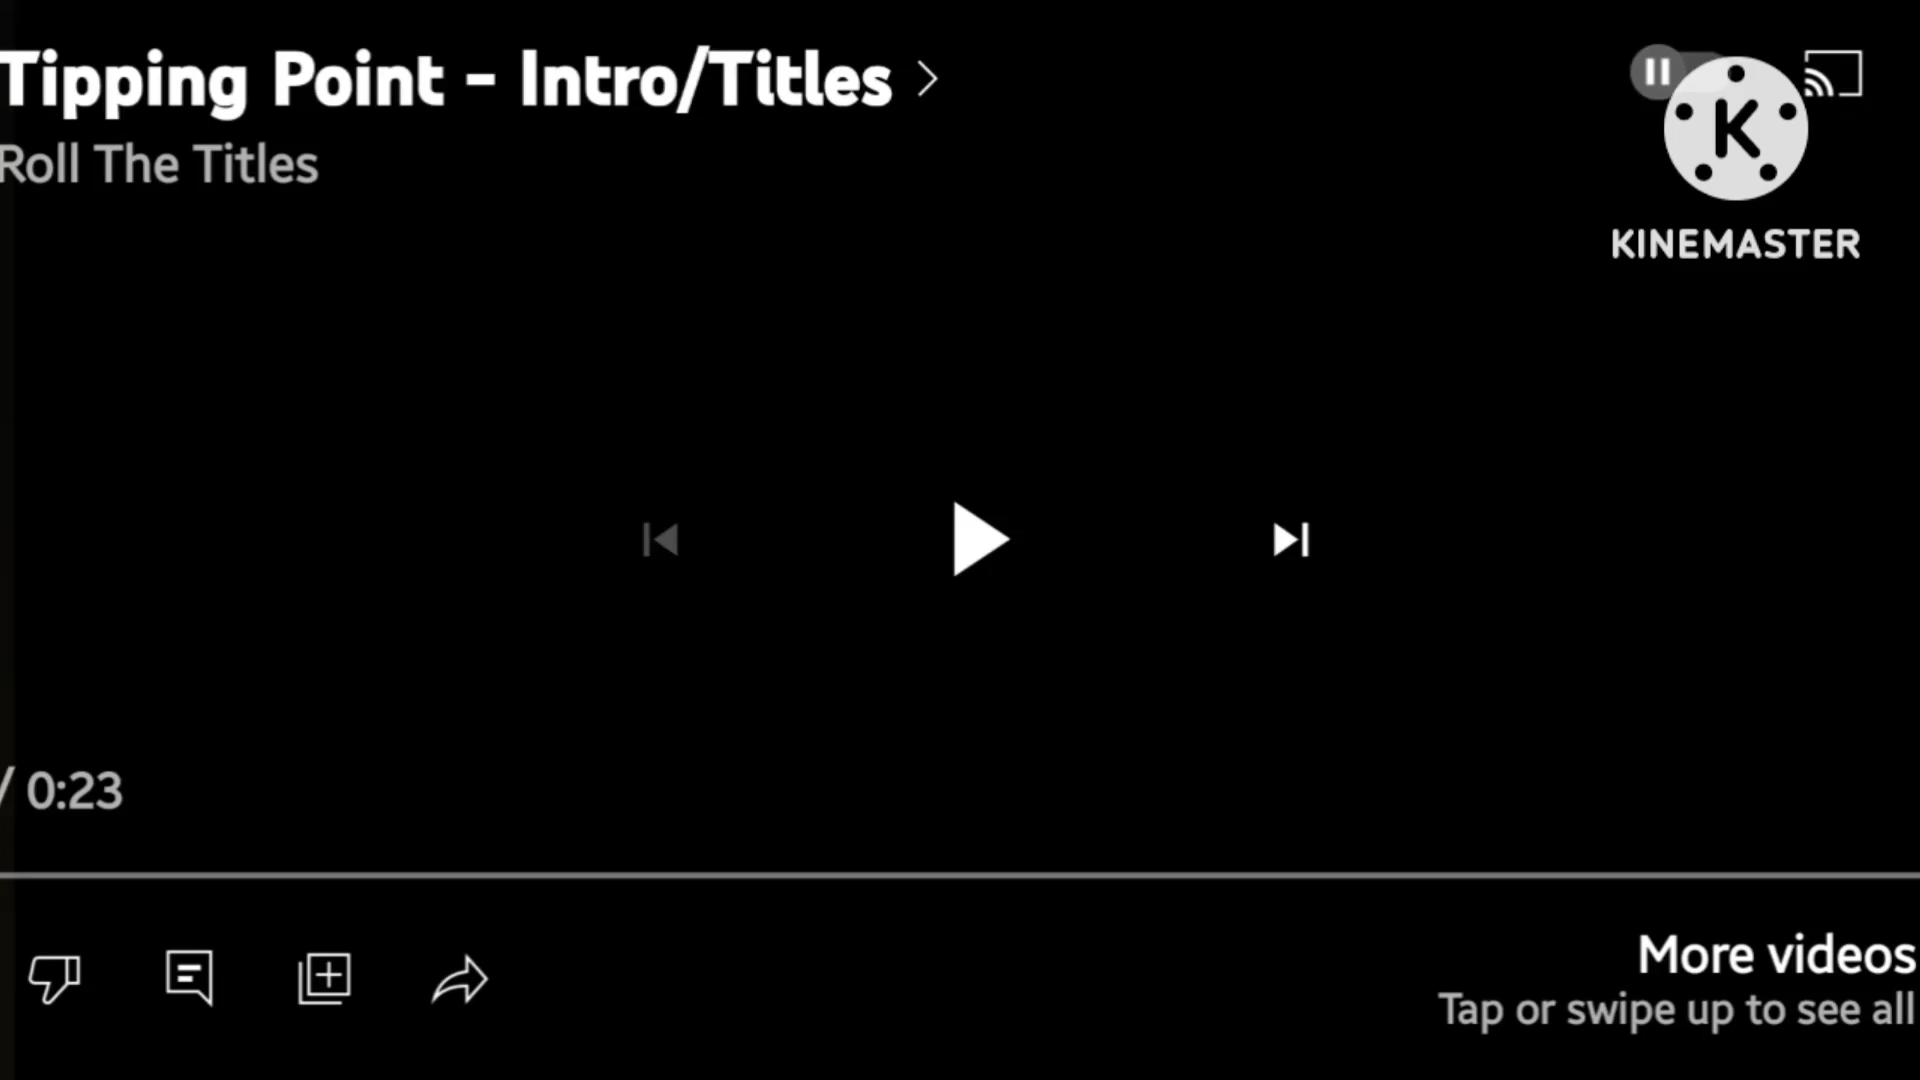 Tipping Point - Intro/Titles
Roll The Titles
K
KINEMASTER
/ 0:23
More videos
Tap or swipe up to see all